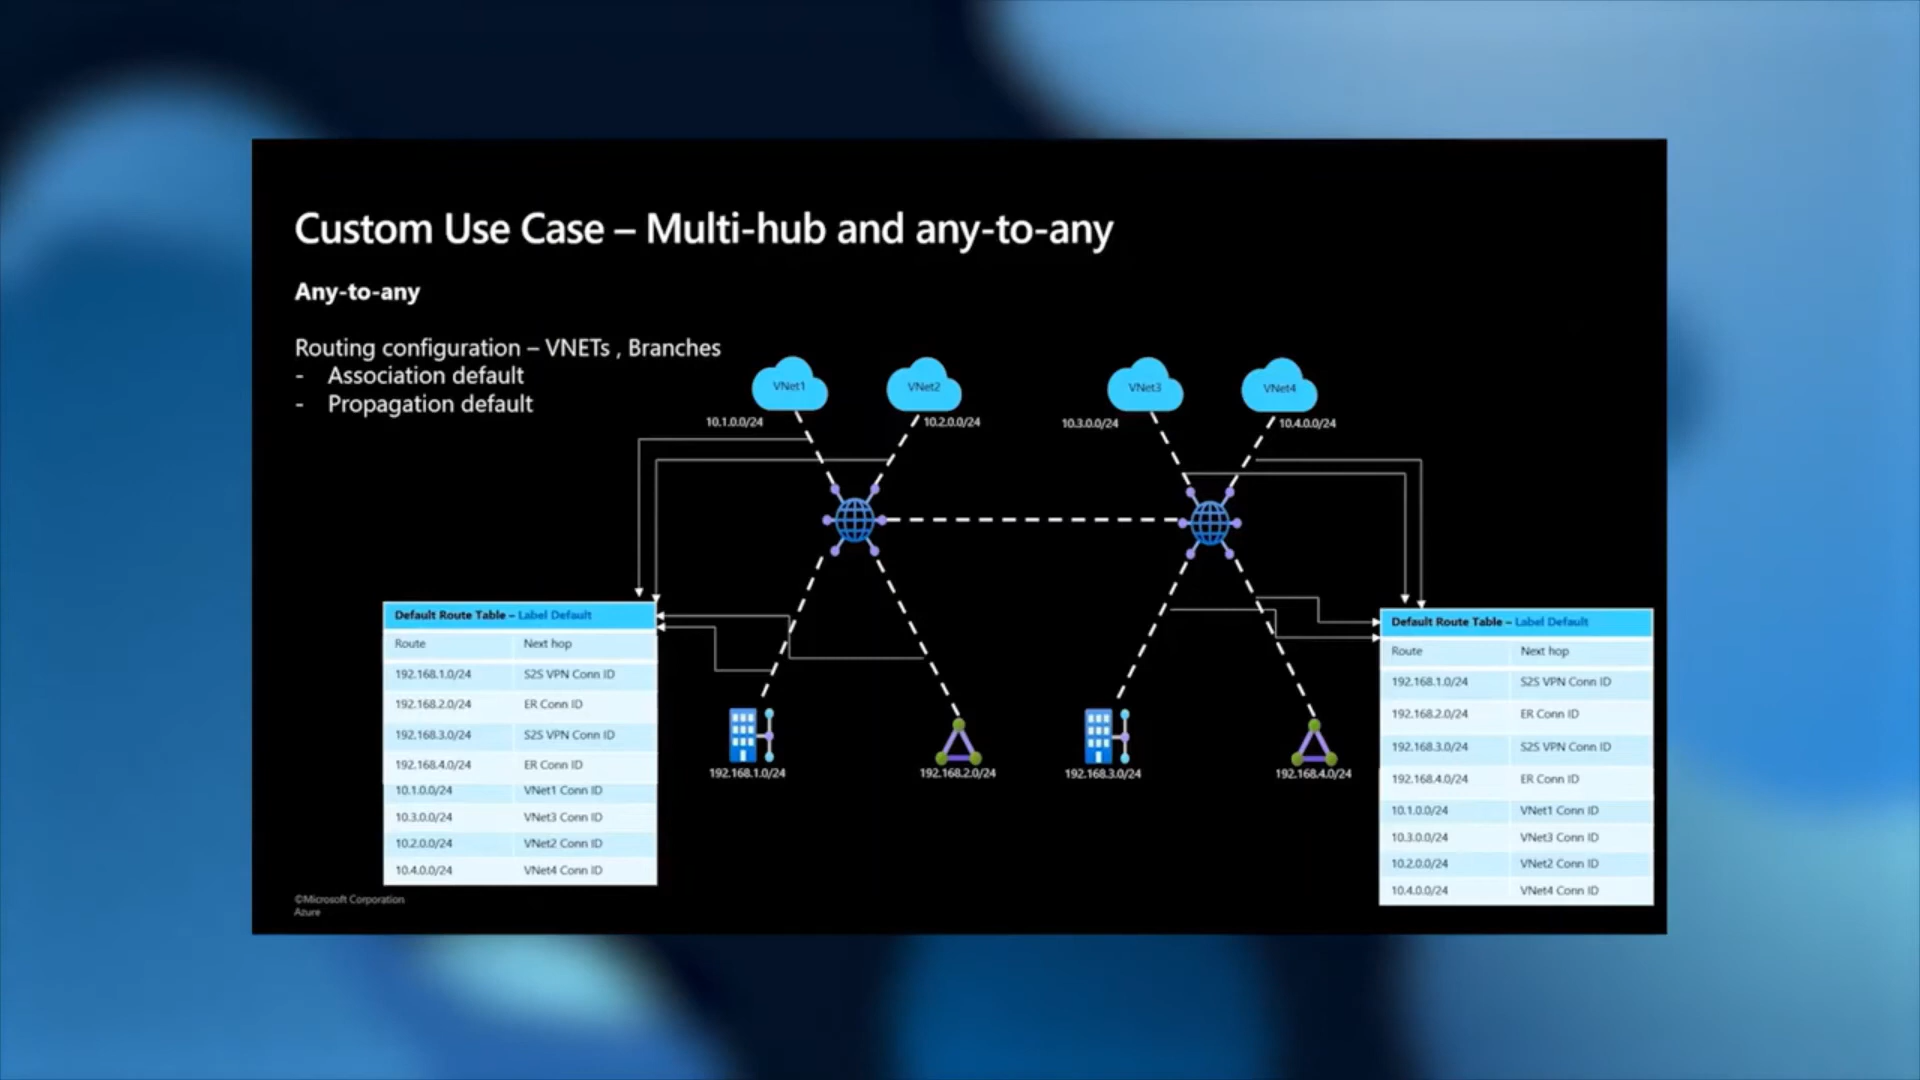 Custom Use Case – Multi-hub and any-to-any
Any-to-any
Routing configuration – VNETs , Branches
- Association default
- Propagation default
VNet1
VNet2
VNet3
VNet4
10.1.0.0/24
10.2.0.0/24
10.3.0.0/24
10.4.0.0/24
Default Route Table – Label Default
Route Next hop
192.168.1.0/24 S2S VPN Conn ID
192.168.2.0/24 ER Conn ID
192.168.3.0/24 S2S VPN Conn ID
192.168.4.0/24 ER Conn ID
10.1.0.0/24 VNet1 Conn ID
10.3.0.0/24 VNet3 Conn ID
10.2.0.0/24 VNet2 Conn ID
10.4.0.0/24 VNet4 Conn ID
192.168.1.0/24
192.168.2.0/24
192.168.3.0/24
192.168.4.0/24
Default Route Table – Label Default
Route Next hop
192.168.1.0/24 S2S VPN Conn ID
192.168.2.0/24 ER Conn ID
192.168.3.0/24 S2S VPN Conn ID
192.168.4.0/24 ER Conn ID
10.1.0.0/24 VNet1 Conn ID
10.3.0.0/24 VNet3 Conn ID
10.2.0.0/24 VNet2 Conn ID
10.4.0.0/24 VNet4 Conn ID
©Microsoft Corporation
Azure